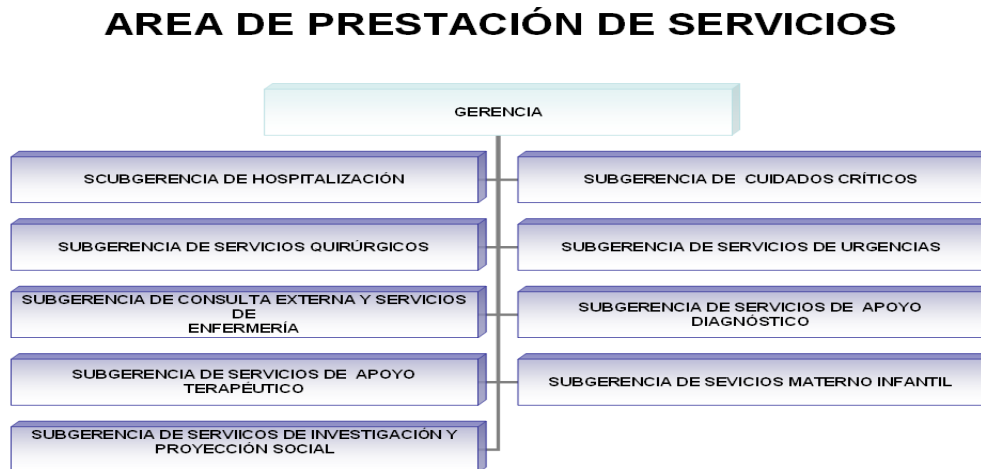 AREA DE PRESTACIÓN DE SERVICIOS
GERENCIA
SCUBGERENCIA DE HOSPITALIZACIÓN
SUBGERENCIA DE CUIDADOS CRÍTICOS
SUBGERENCIA DE SERVICIOS QUIRÚRGICOS
SUBGERENCIA DE SERVICIOS DE URGENCIAS
SUBGERENCIA DE CONSULTA EXTERNA Y SERVICIOS
DE
ENFERMERÍA
SUBGERENCIA DE SERVICIOS DE APOYO
DIAGNÓSTICO
SUBGERENCIA DE SERVICIOS DE APOYO
TERAPÉUTICO
SUBGERENCIA DE SEVICIOS MATERNO INFANTIL
SUBGERENCIA DE SERVIICOS DE INVESTIGACIÓN Y
PROYECCIÓN SOCIAL